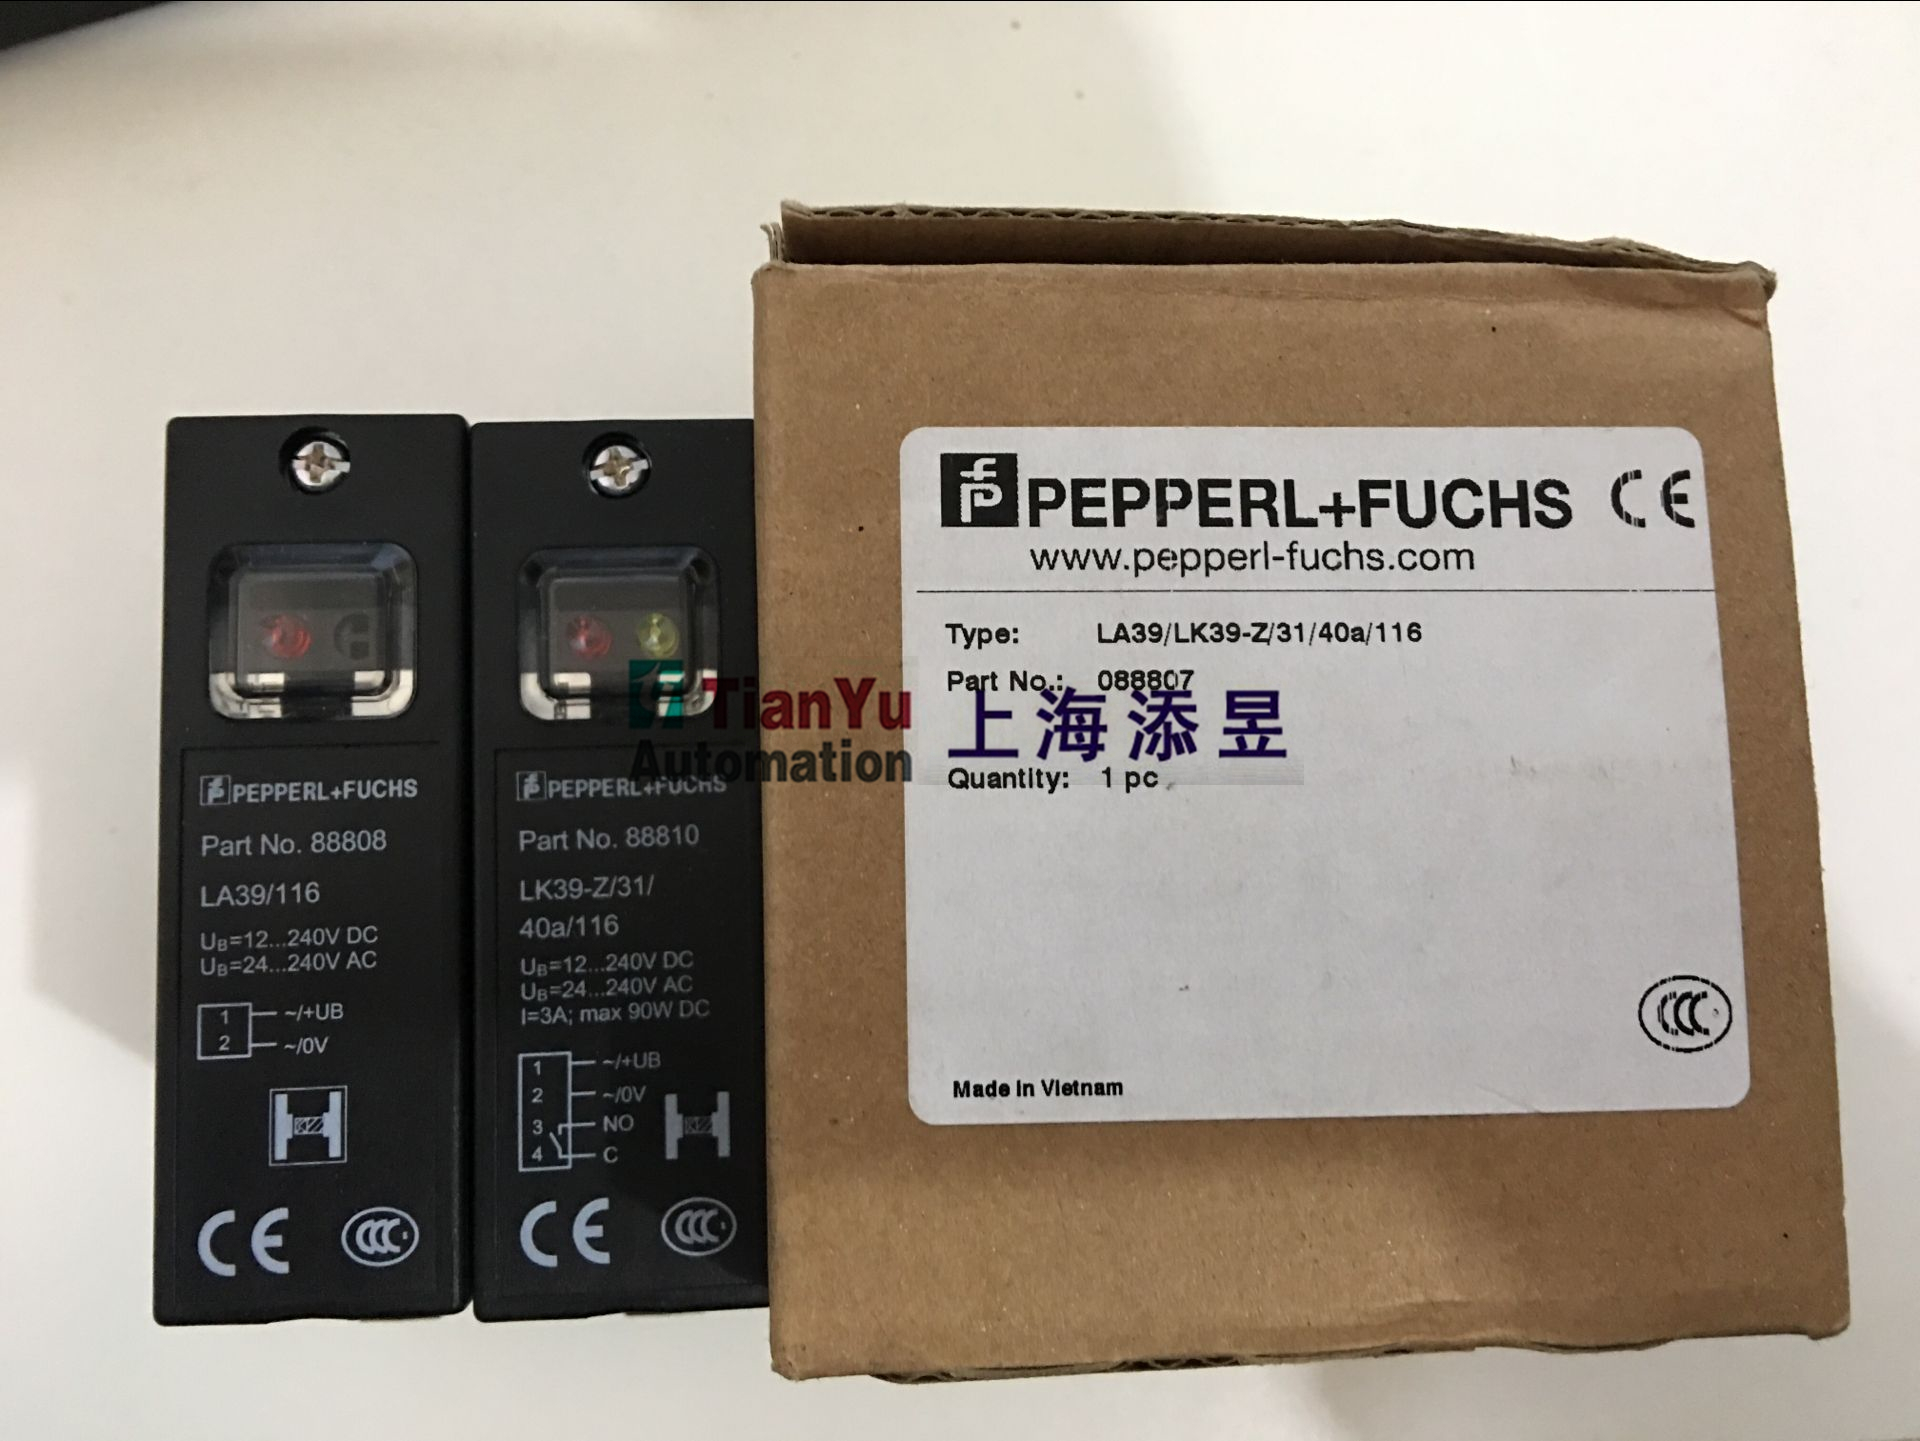 PEPPERL+FUCHS
Part No. 88808
LA39/116
UB=12...240V DC
UB=24...240V AC
1 ~/+UB
2 ~/0V
CE
CCC
PEPPERL+FUCHS
Part No. 88810
LK39-Z/31/
40a/116
UB=12...240V DC
UB=24...240V AC
I=3A; max 90W DC
1 ~/+UB
2 ~/0V
3 NO
4 C
CE
CCC
PEPPERL+FUCHS CE
www.pepperl-fuchs.com
Type: LA39/LK39-Z/31/40a/116
Part No.: 088807
Quantity: 1 pc
CCC
Made in Vietnam
TianYu
Automation
上海添昱